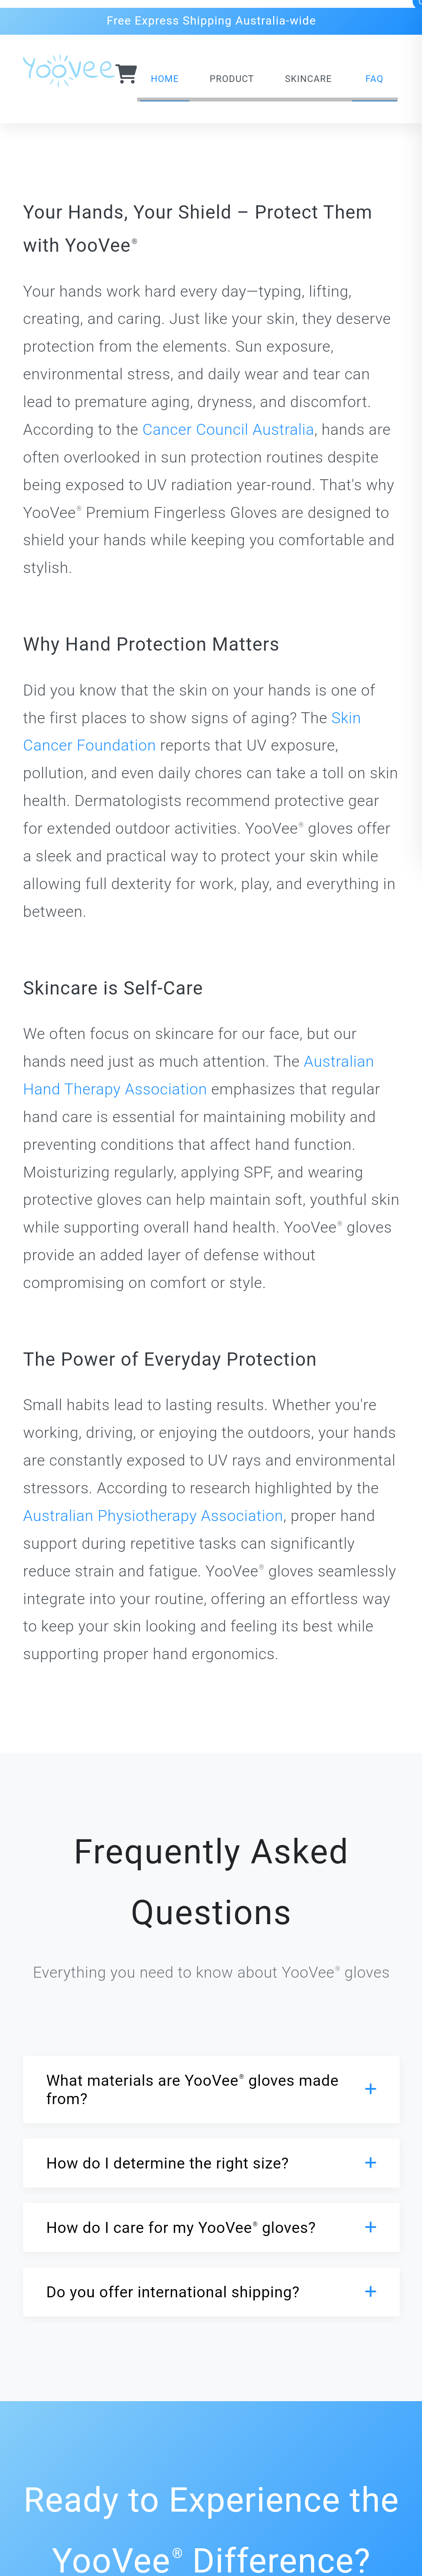 Free Express Shipping Australia-wide
YooVee
HOME PRODUCT SKINCARE FAQ
Your Hands, Your Shield – Protect Them
with YooVee®
Your hands work hard every day—typing, lifting,
creating, and caring. Just like your skin, they deserve
protection from the elements. Sun exposure,
environmental stress, and daily wear and tear can
lead to premature aging, dryness, and discomfort.
According to the Cancer Council Australia, hands are
often overlooked in sun protection routines despite
being exposed to UV radiation year-round. That's why
YooVee® Premium Fingerless Gloves are designed to
shield your hands while keeping you comfortable and
stylish.
Why Hand Protection Matters
Did you know that the skin on your hands is one of
the first places to show signs of aging? The Skin
Cancer Foundation reports that UV exposure,
pollution, and even daily chores can take a toll on skin
health. Dermatologists recommend protective gear
for extended outdoor activities. YooVee® gloves offer
a sleek and practical way to protect your skin while
allowing full dexterity for work, play, and everything in
between.
Skincare is Self-Care
We often focus on skincare for our face, but our
hands need just as much attention. The Australian
Hand Therapy Association emphasizes that regular
hand care is essential for maintaining mobility and
preventing conditions that affect hand function.
Moisturizing regularly, applying SPF, and wearing
protective gloves can help maintain soft, youthful skin
while supporting overall hand health. YooVee® gloves
provide an added layer of defense without
compromising on comfort or style.
The Power of Everyday Protection
Small habits lead to lasting results. Whether you're
working, driving, or enjoying the outdoors, your hands
are constantly exposed to UV rays and environmental
stressors. According to research highlighted by the
Australian Physiotherapy Association, proper hand
support during repetitive tasks can significantly
reduce strain and fatigue. YooVee® gloves seamlessly
integrate into your routine, offering an effortless way
to keep your skin looking and feeling its best while
supporting proper hand ergonomics.
Frequently Asked
Questions
Everything you need to know about YooVee® gloves
What materials are YooVee® gloves made
from?
+
How do I determine the right size? +
How do I care for my YooVee® gloves? +
Do you offer international shipping? +
Ready to Experience the
YooVee® Difference?